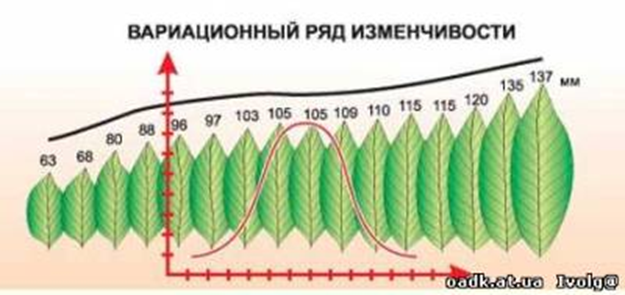 ВАРИАЦИОННЫЙ РЯД ИЗМЕНЧИВОСТИ
63 68 80 88 96 97 103 105 105 109 110 115 115 120 135 137 мм
oadk.at.ua Ivolg@